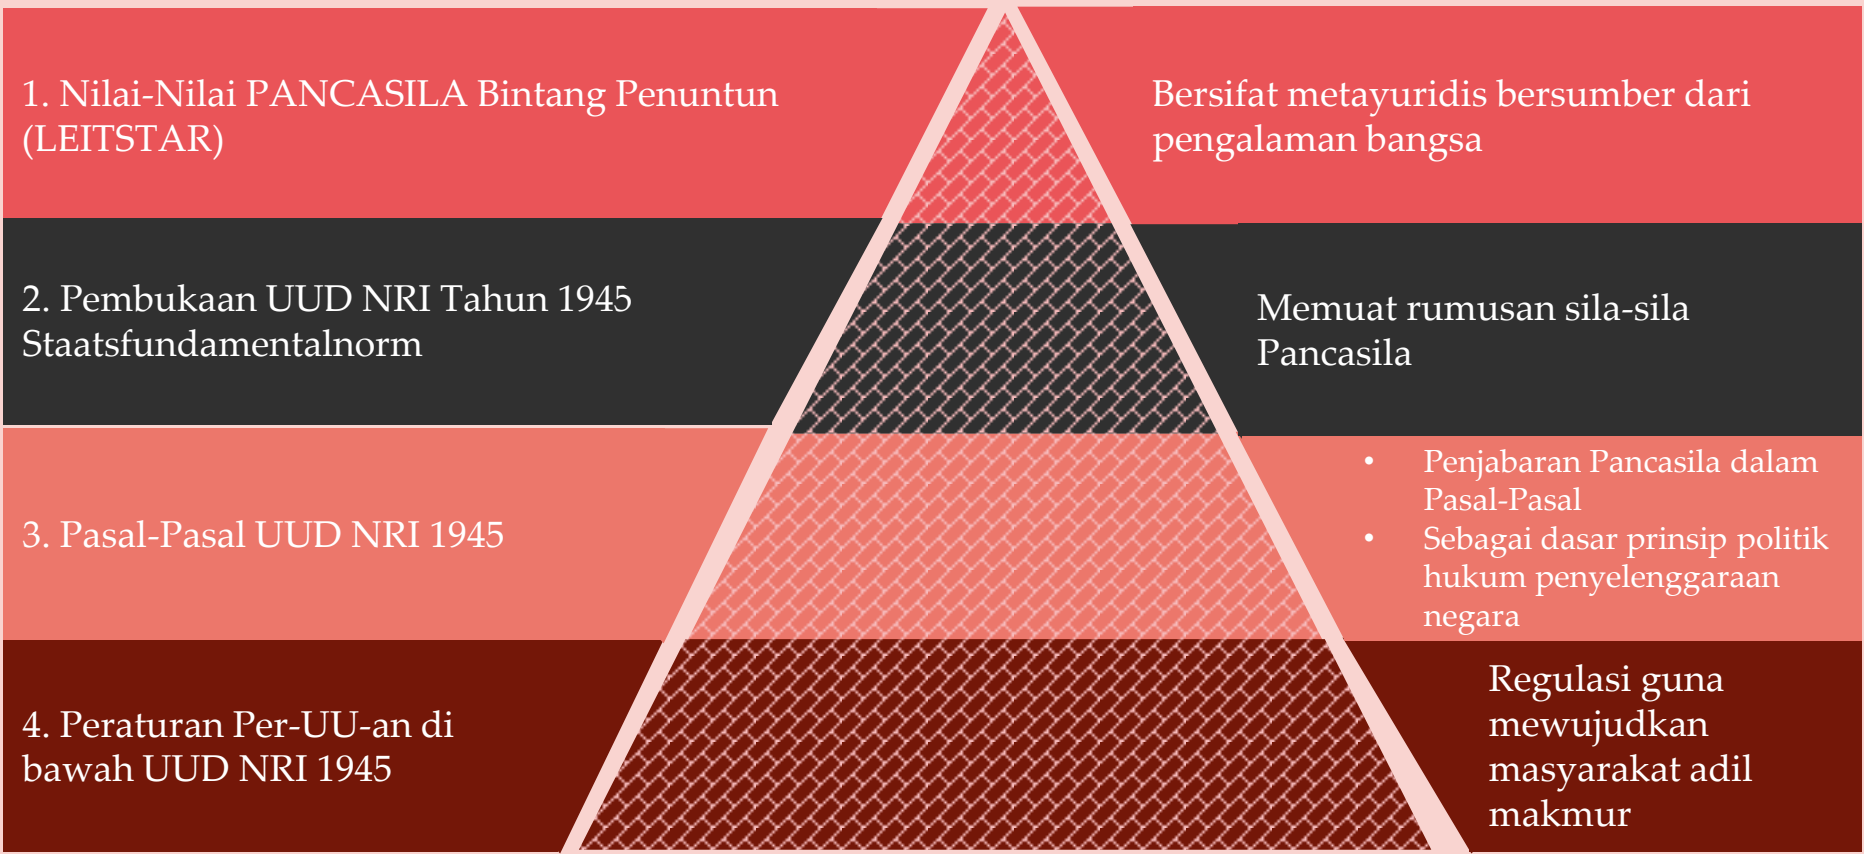 1. Nilai-Nilai PANCASILA Bintang Penuntun
(LEITSTAR)
Bersifat metayuridis bersumber dari
pengalaman bangsa
2. Pembukaan UUD NRI Tahun 1945
Staatsfundamentalnorm
Memuat rumusan sila-sila
Pancasila
3. Pasal-Pasal UUD NRI 1945
• Penjabaran Pancasila dalam
Pasal-Pasal
• Sebagai dasar prinsip politik
hukum penyelenggaraan
negara
4. Peraturan Per-UU-an di
bawah UUD NRI 1945
Regulasi guna
mewujudkan
masyarakat adil
makmur